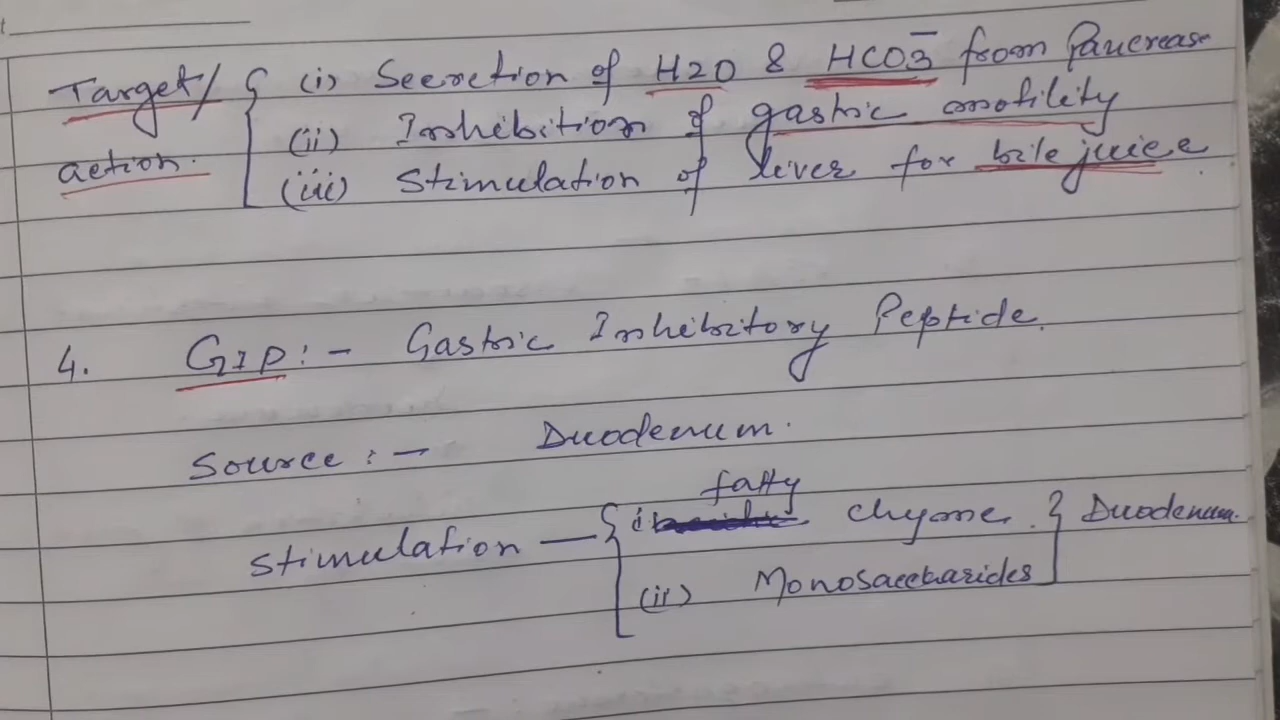 Target/ { (i) Secretion of H2O & HCO3⁻ from Pancrease
(ii) Inhibition of gastric motility
action. (iii) Stimulation of liver for bile juice.
4. GIP :- Gastric Inhibitory Peptide.
Source :- Duodenum.
fatty
Stimulation — { (i) chyme. } Duodenum.
(ii) Monosaccharides